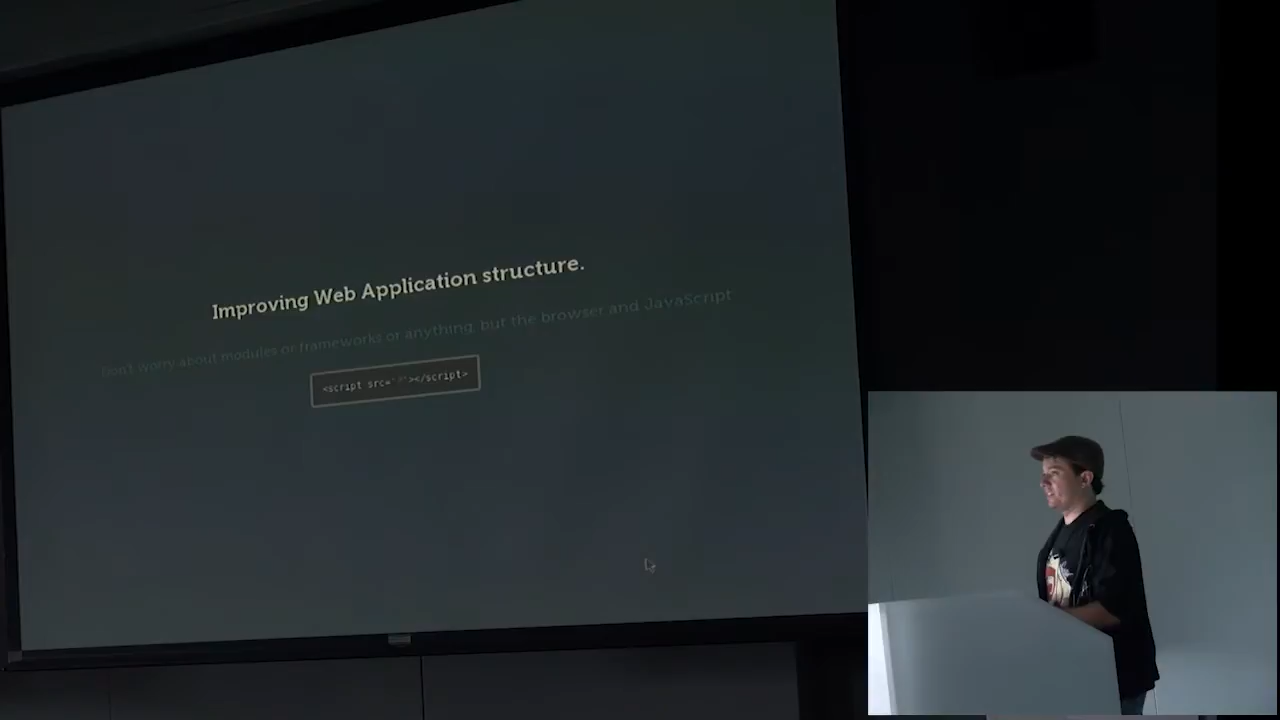 Improving Web Application structure.
Don't worry about modules or frameworks or anything, but the browser and JavaScript
<script src=""></script>